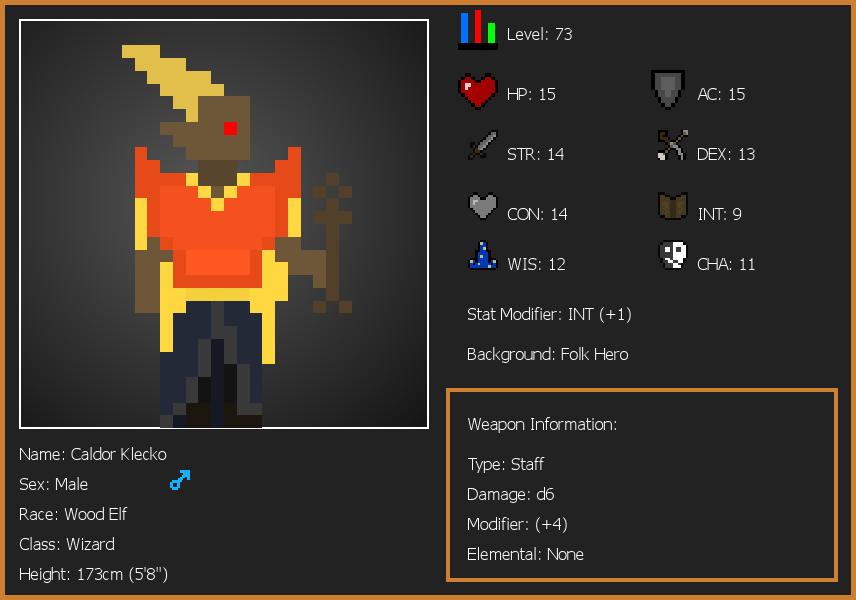 Level: 73
HP: 15
AC: 15
STR: 14
DEX: 13
CON: 14
INT: 9
WIS: 12
CHA: 11
Stat Modifier: INT (+1)
Background: Folk Hero
Weapon Information:
Type: Staff
Damage: d6
Modifier: (+4)
Elemental: None
Name: Caldor Klecko
Sex: Male
Race: Wood Elf
Class: Wizard
Height: 173cm (5'8")